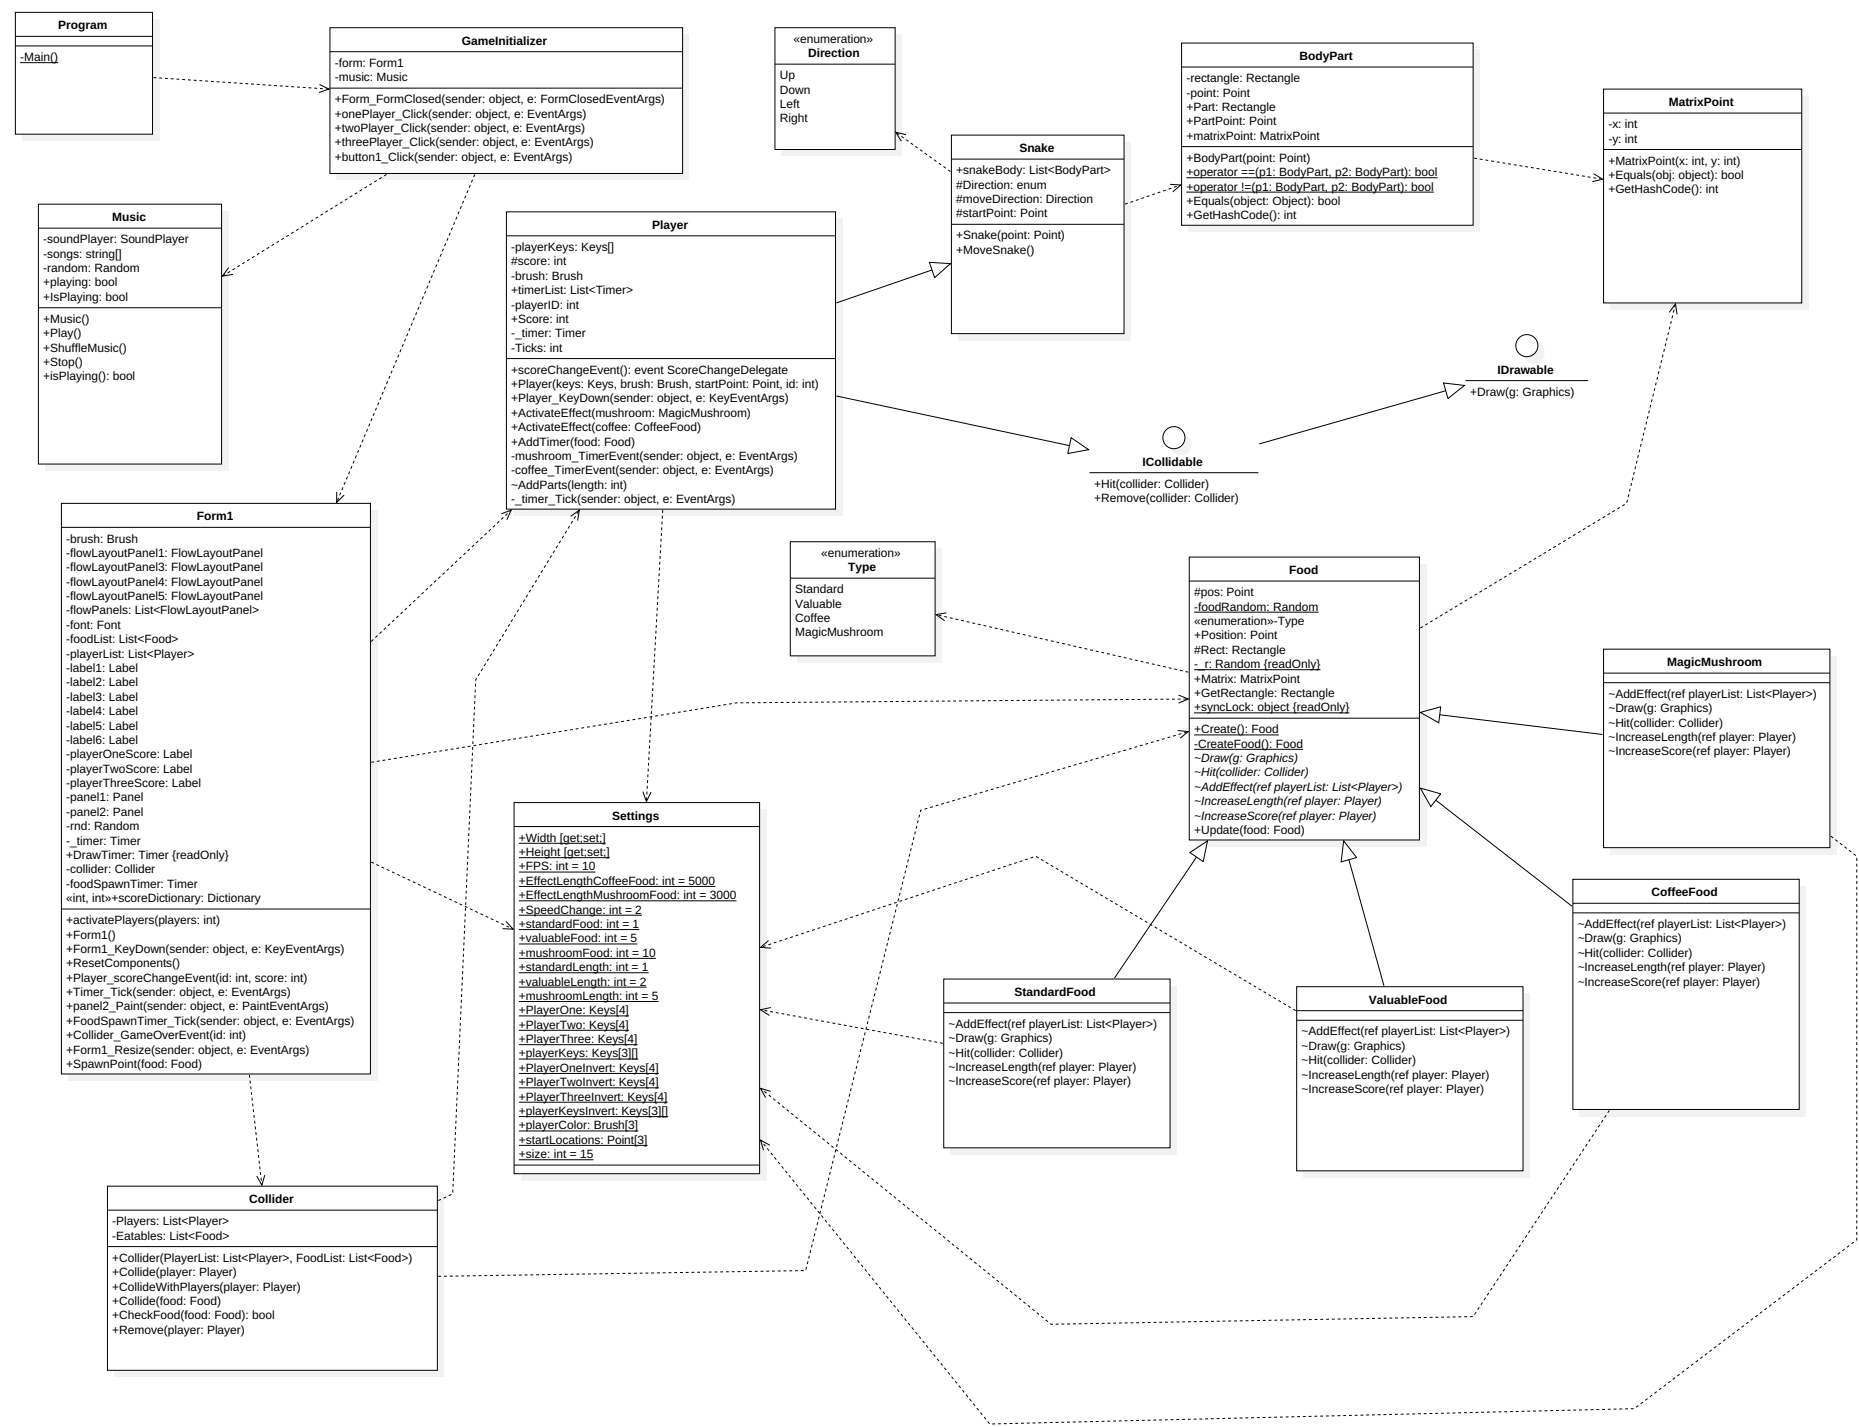 Program
-Main()
GameInitializer
-form: Form1
-music: Music
+Form_FormClosed(sender: object, e: FormClosedEventArgs)
+onePlayer_Click(sender: object, e: EventArgs)
+twoPlayer_Click(sender: object, e: EventArgs)
+threePlayer_Click(sender: object, e: EventArgs)
+button1_Click(sender: object, e: EventArgs)
«enumeration»
Direction
Up
Down
Left
Right
BodyPart
-rectangle: Rectangle
-point: Point
+Part: Rectangle
+PartPoint: Point
+matrixPoint: MatrixPoint
+BodyPart(point: Point)
+operator ==(p1: BodyPart, p2: BodyPart): bool
+operator !=(p1: BodyPart, p2: BodyPart): bool
+Equals(object: Object): bool
+GetHashCode(): int
MatrixPoint
-x: int
-y: int
+MatrixPoint(x: int, y: int)
+Equals(obj: object): bool
+GetHashCode(): int
Snake
+snakeBody: List<BodyPart>
#Direction: enum
#moveDirection: Direction
#startPoint: Point
+Snake(point: Point)
+MoveSnake()
Music
-soundPlayer: SoundPlayer
-songs: string[]
-random: Random
+playing: bool
+IsPlaying: bool
+Music()
+Play()
+ShuffleMusic()
+Stop()
+isPlaying(): bool
Player
-playerKeys: Keys[]
#score: int
-brush: Brush
+timerList: List<Timer>
-playerID: int
+Score: int
-_timer: Timer
-Ticks: int
+scoreChangeEvent(): event ScoreChangeDelegate
+Player(keys: Keys, brush: Brush, startPoint: Point, id: int)
+Player_KeyDown(sender: object, e: KeyEventArgs)
+ActivateEffect(mushroom: MagicMushroom)
+ActivateEffect(coffee: CoffeeFood)
+AddTimer(food: Food)
-mushroom_TimerEvent(sender: object, e: EventArgs)
-coffee_TimerEvent(sender: object, e: EventArgs)
~AddParts(length: int)
-_timer_Tick(sender: object, e: EventArgs)
IDrawable
+Draw(g: Graphics)
ICollidable
+Hit(collider: Collider)
+Remove(collider: Collider)
Form1
-brush: Brush
-flowLayoutPanel1: FlowLayoutPanel
-flowLayoutPanel3: FlowLayoutPanel
-flowLayoutPanel4: FlowLayoutPanel
-flowLayoutPanel5: FlowLayoutPanel
-flowPanels: List<FlowLayoutPanel>
-font: Font
-foodList: List<Food>
-playerList: List<Player>
-label1: Label
-label2: Label
-label3: Label
-label4: Label
-label5: Label
-label6: Label
-playerOneScore: Label
-playerTwoScore: Label
-playerThreeScore: Label
-panel1: Panel
-panel2: Panel
-rnd: Random
-_timer: Timer
+DrawTimer: Timer {readOnly}
-collider: Collider
-foodSpawnTimer: Timer
«int, int»+scoreDictionary: Dictionary
+activatePlayers(players: int)
+Form1()
+Form1_KeyDown(sender: object, e: KeyEventArgs)
+ResetComponents()
+Player_scoreChangeEvent(id: int, score: int)
+Timer_Tick(sender: object, e: EventArgs)
+panel2_Paint(sender: object, e: PaintEventArgs)
+FoodSpawnTimer_Tick(sender: object, e: EventArgs)
+Collider_GameOverEvent(id: int)
+Form1_Resize(sender: object, e: EventArgs)
+SpawnPoint(food: Food)
«enumeration»
Type
Standard
Valuable
Coffee
MagicMushroom
Food
#pos: Point
-foodRandom: Random
«enumeration»-Type
+Position: Point
#Rect: Rectangle
-_r: Random {readOnly}
+Matrix: MatrixPoint
+GetRectangle: Rectangle
+syncLock: object {readOnly}
+Create(): Food
-CreateFood(): Food
~Draw(g: Graphics)
~Hit(collider: Collider)
~AddEffect(ref playerList: List<Player>)
~IncreaseLength(ref player: Player)
~IncreaseScore(ref player: Player)
+Update(food: Food)
MagicMushroom
~AddEffect(ref playerList: List<Player>)
~Draw(g: Graphics)
~Hit(collider: Collider)
~IncreaseLength(ref player: Player)
~IncreaseScore(ref player: Player)
Settings
+Width [get;set;]
+Height [get;set;]
+FPS: int = 10
+EffectLengthCoffeeFood: int = 5000
+EffectLengthMushroomFood: int = 3000
+SpeedChange: int = 2
+standardFood: int = 1
+valuableFood: int = 5
+mushroomFood: int = 10
+standardLength: int = 1
+valuableLength: int = 2
+mushroomLength: int = 5
+PlayerOne: Keys[4]
+PlayerTwo: Keys[4]
+PlayerThree: Keys[4]
+playerKeys: Keys[3][]
+PlayerOneInvert: Keys[4]
+PlayerTwoInvert: Keys[4]
+PlayerThreeInvert: Keys[4]
+playerKeysInvert: Keys[3][]
+playerColor: Brush[3]
+startLocations: Point[3]
+size: int = 15
CoffeeFood
~AddEffect(ref playerList: List<Player>)
~Draw(g: Graphics)
~Hit(collider: Collider)
~IncreaseLength(ref player: Player)
~IncreaseScore(ref player: Player)
StandardFood
~AddEffect(ref playerList: List<Player>)
~Draw(g: Graphics)
~Hit(collider: Collider)
~IncreaseLength(ref player: Player)
~IncreaseScore(ref player: Player)
ValuableFood
~AddEffect(ref playerList: List<Player>)
~Draw(g: Graphics)
~Hit(collider: Collider)
~IncreaseLength(ref player: Player)
~IncreaseScore(ref player: Player)
Collider
-Players: List<Player>
-Eatables: List<Food>
+Collider(PlayerList: List<Player>, FoodList: List<Food>)
+Collide(player: Player)
+CollideWithPlayers(player: Player)
+Collide(food: Food)
+CheckFood(food: Food): bool
+Remove(player: Player)